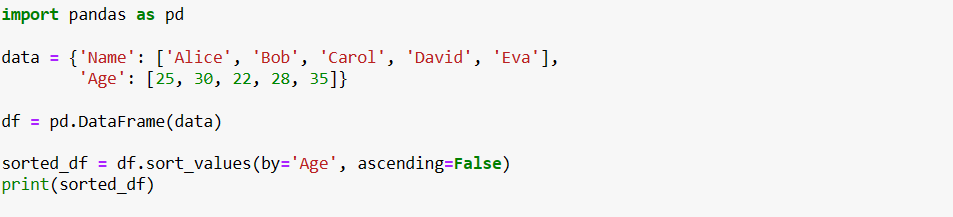 import pandas as pd
data = {'Name': ['Alice', 'Bob', 'Carol', 'David', 'Eva'],
        'Age': [25, 30, 22, 28, 35]}
df = pd.DataFrame(data)
sorted_df = df.sort_values(by='Age', ascending=False)
print(sorted_df)